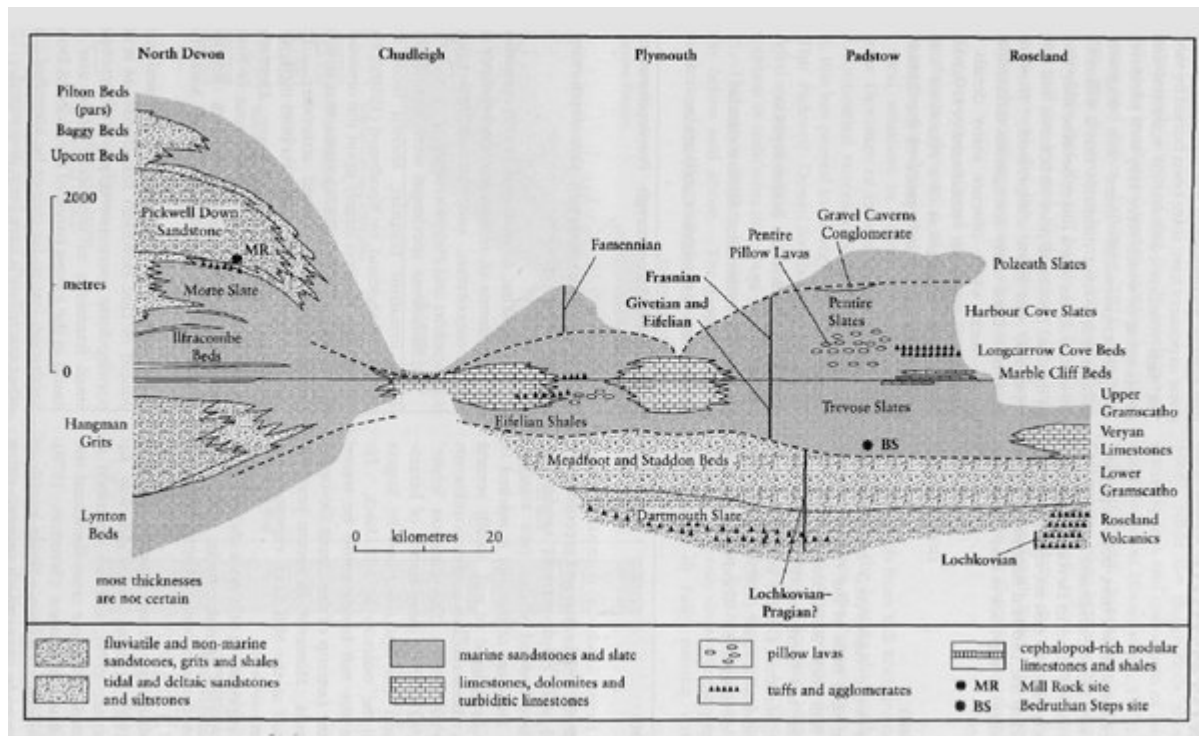 North Devon
Chudleigh
Plymouth
Padstow
Roseland
Pilton Beds
(pars)
Baggy Beds
Upcott Beds
2000
metres
0
Pickwell Down
Sandstone
MR
Morte Slate
Ilfracombe
Beds
Hangman
Grits
Lynton
Beds
most thicknesses
are not certain
Famennian
Frasnian
Givetian and
Eifelian
Pentire
Pillow Lavas
Gravel Caverns
Conglomerate
Pentire
Slates
Polzeath Slates
Harbour Cove Slates
Longcarrow Cove Beds
Marble Cliff Beds
Trevose Slates
BS
Upper
Gramscatho
Veryan
Limestones
Lower
Gramscatho
Roseland
Volcanics
Lochkovian
Eifelian Shales
Meadfoot and Staddon Beds
Dartmouth Slate
0 kilometres 20
Lochkovian–
Pragian?
fluviatile and non-marine
sandstones, grits and shales
tidal and deltaic sandstones
and siltstones
marine sandstones and slate
limestones, dolomites and
turbiditic limestones
pillow lavas
tuffs and agglomerates
cephalopod-rich nodular
limestones and shales
MR Mill Rock site
BS Bedruthan Steps site